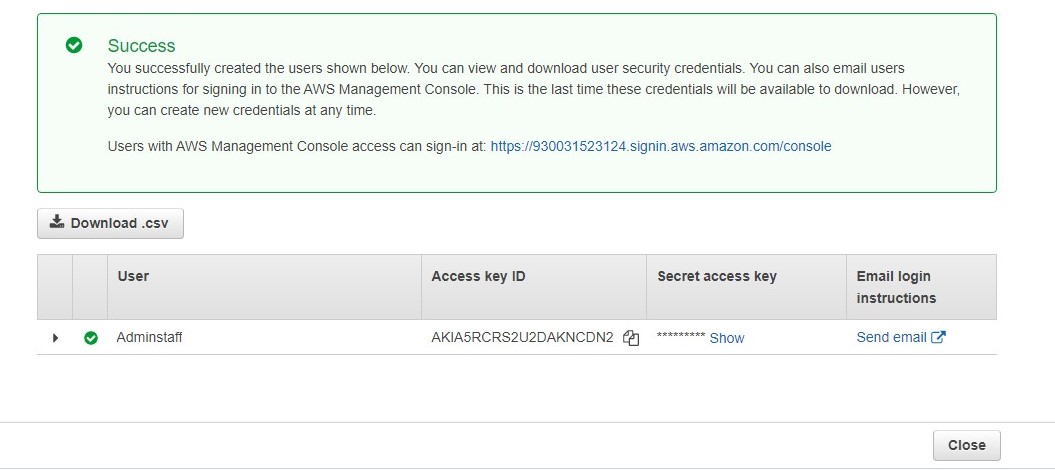 Success
You successfully created the users shown below. You can view and download user security credentials. You can also email users
instructions for signing in to the AWS Management Console. This is the last time these credentials will be available to download. However,
you can create new credentials at any time.
Users with AWS Management Console access can sign-in at: https://930031523124.signin.aws.amazon.com/console
Download .csv
User Access key ID Secret access key Email login
instructions
Adminstaff AKIA5RCRS2U2DAKNCDN2 ********* Show Send email
Close